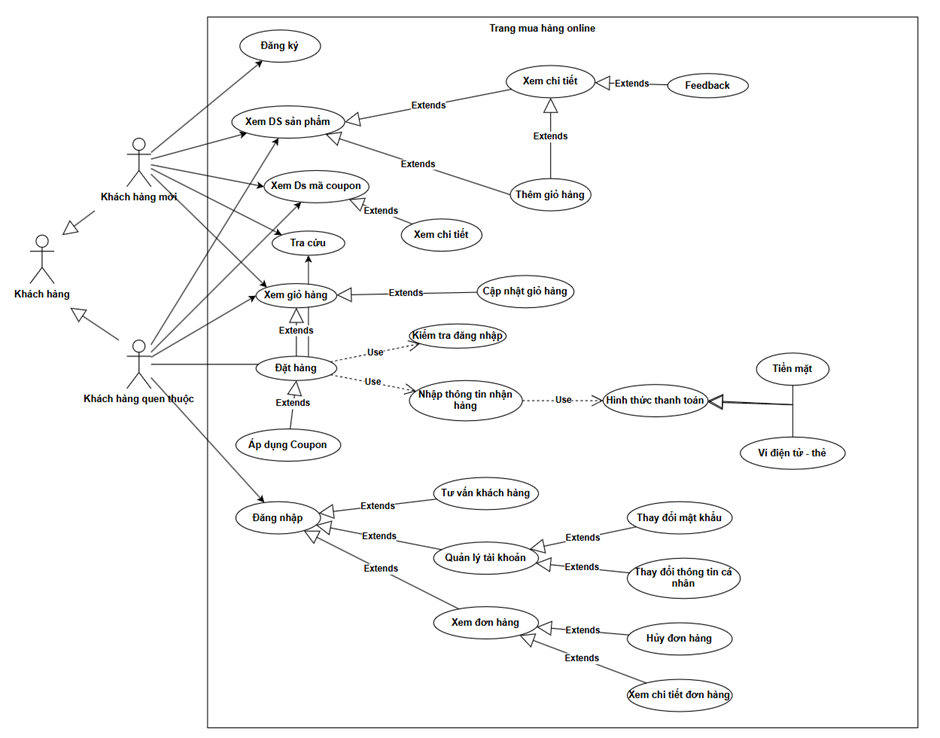 Trang mua hàng online
Đăng ký
Xem chi tiết
Extends
Feedback
Extends
Xem DS sản phẩm
Extends
Extends
Khách hàng mới
Xem Ds mã coupon
Thêm giỏ hàng
Extends
Xem chi tiết
Tra cứu
Khách hàng
Xem giỏ hàng
Extends
Cập nhật giỏ hàng
Extends
Kiểm tra đăng nhập
Use
Đặt hàng
Use
Tiền mặt
Khách hàng quen thuộc
Extends
Nhập thông tin nhận
hàng
Use
Hình thức thanh toán
Áp dụng Coupon
Ví điện tử - thẻ
Tư vấn khách hàng
Extends
Đăng nhập
Thay đổi mật khẩu
Extends
Extends
Quản lý tài khoản
Extends
Extends
Thay đổi thông tin cá
nhân
Xem đơn hàng
Extends
Hủy đơn hàng
Extends
Xem chi tiết đơn hàng